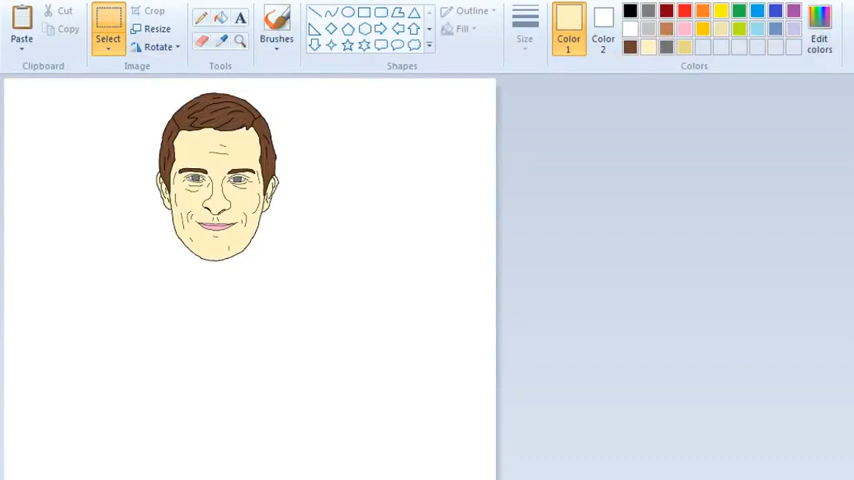 Cut
Crop
Outline
Paste
Copy
Select
Resize
Rotate
A
Brushes
Fill
Size
Color
1
Color
2
Edit
colors
Clipboard
Image
Tools
Shapes
Colors